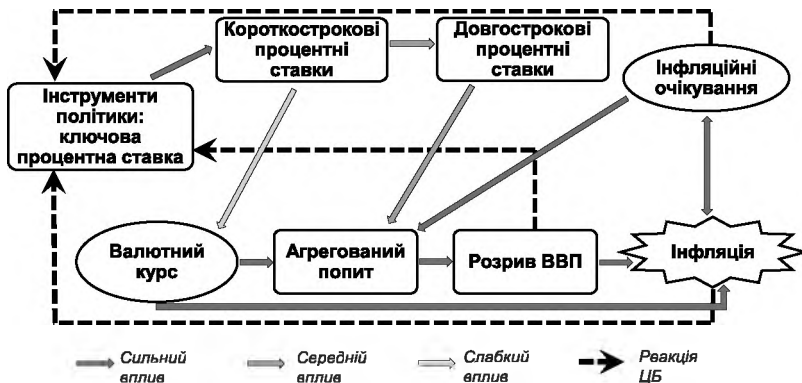 Короткострокові
процентні
ставки
Довгострокові
процентні
ставки
Інфляційні
очікування
Інструменти
політики:
ключова
процентна ставка
Валютний
курс
Агрегований
попит
Розрив ВВП
Інфляція
Сильний
вплив
Середній
вплив
Слабкий
вплив
Реакція
ЦБ